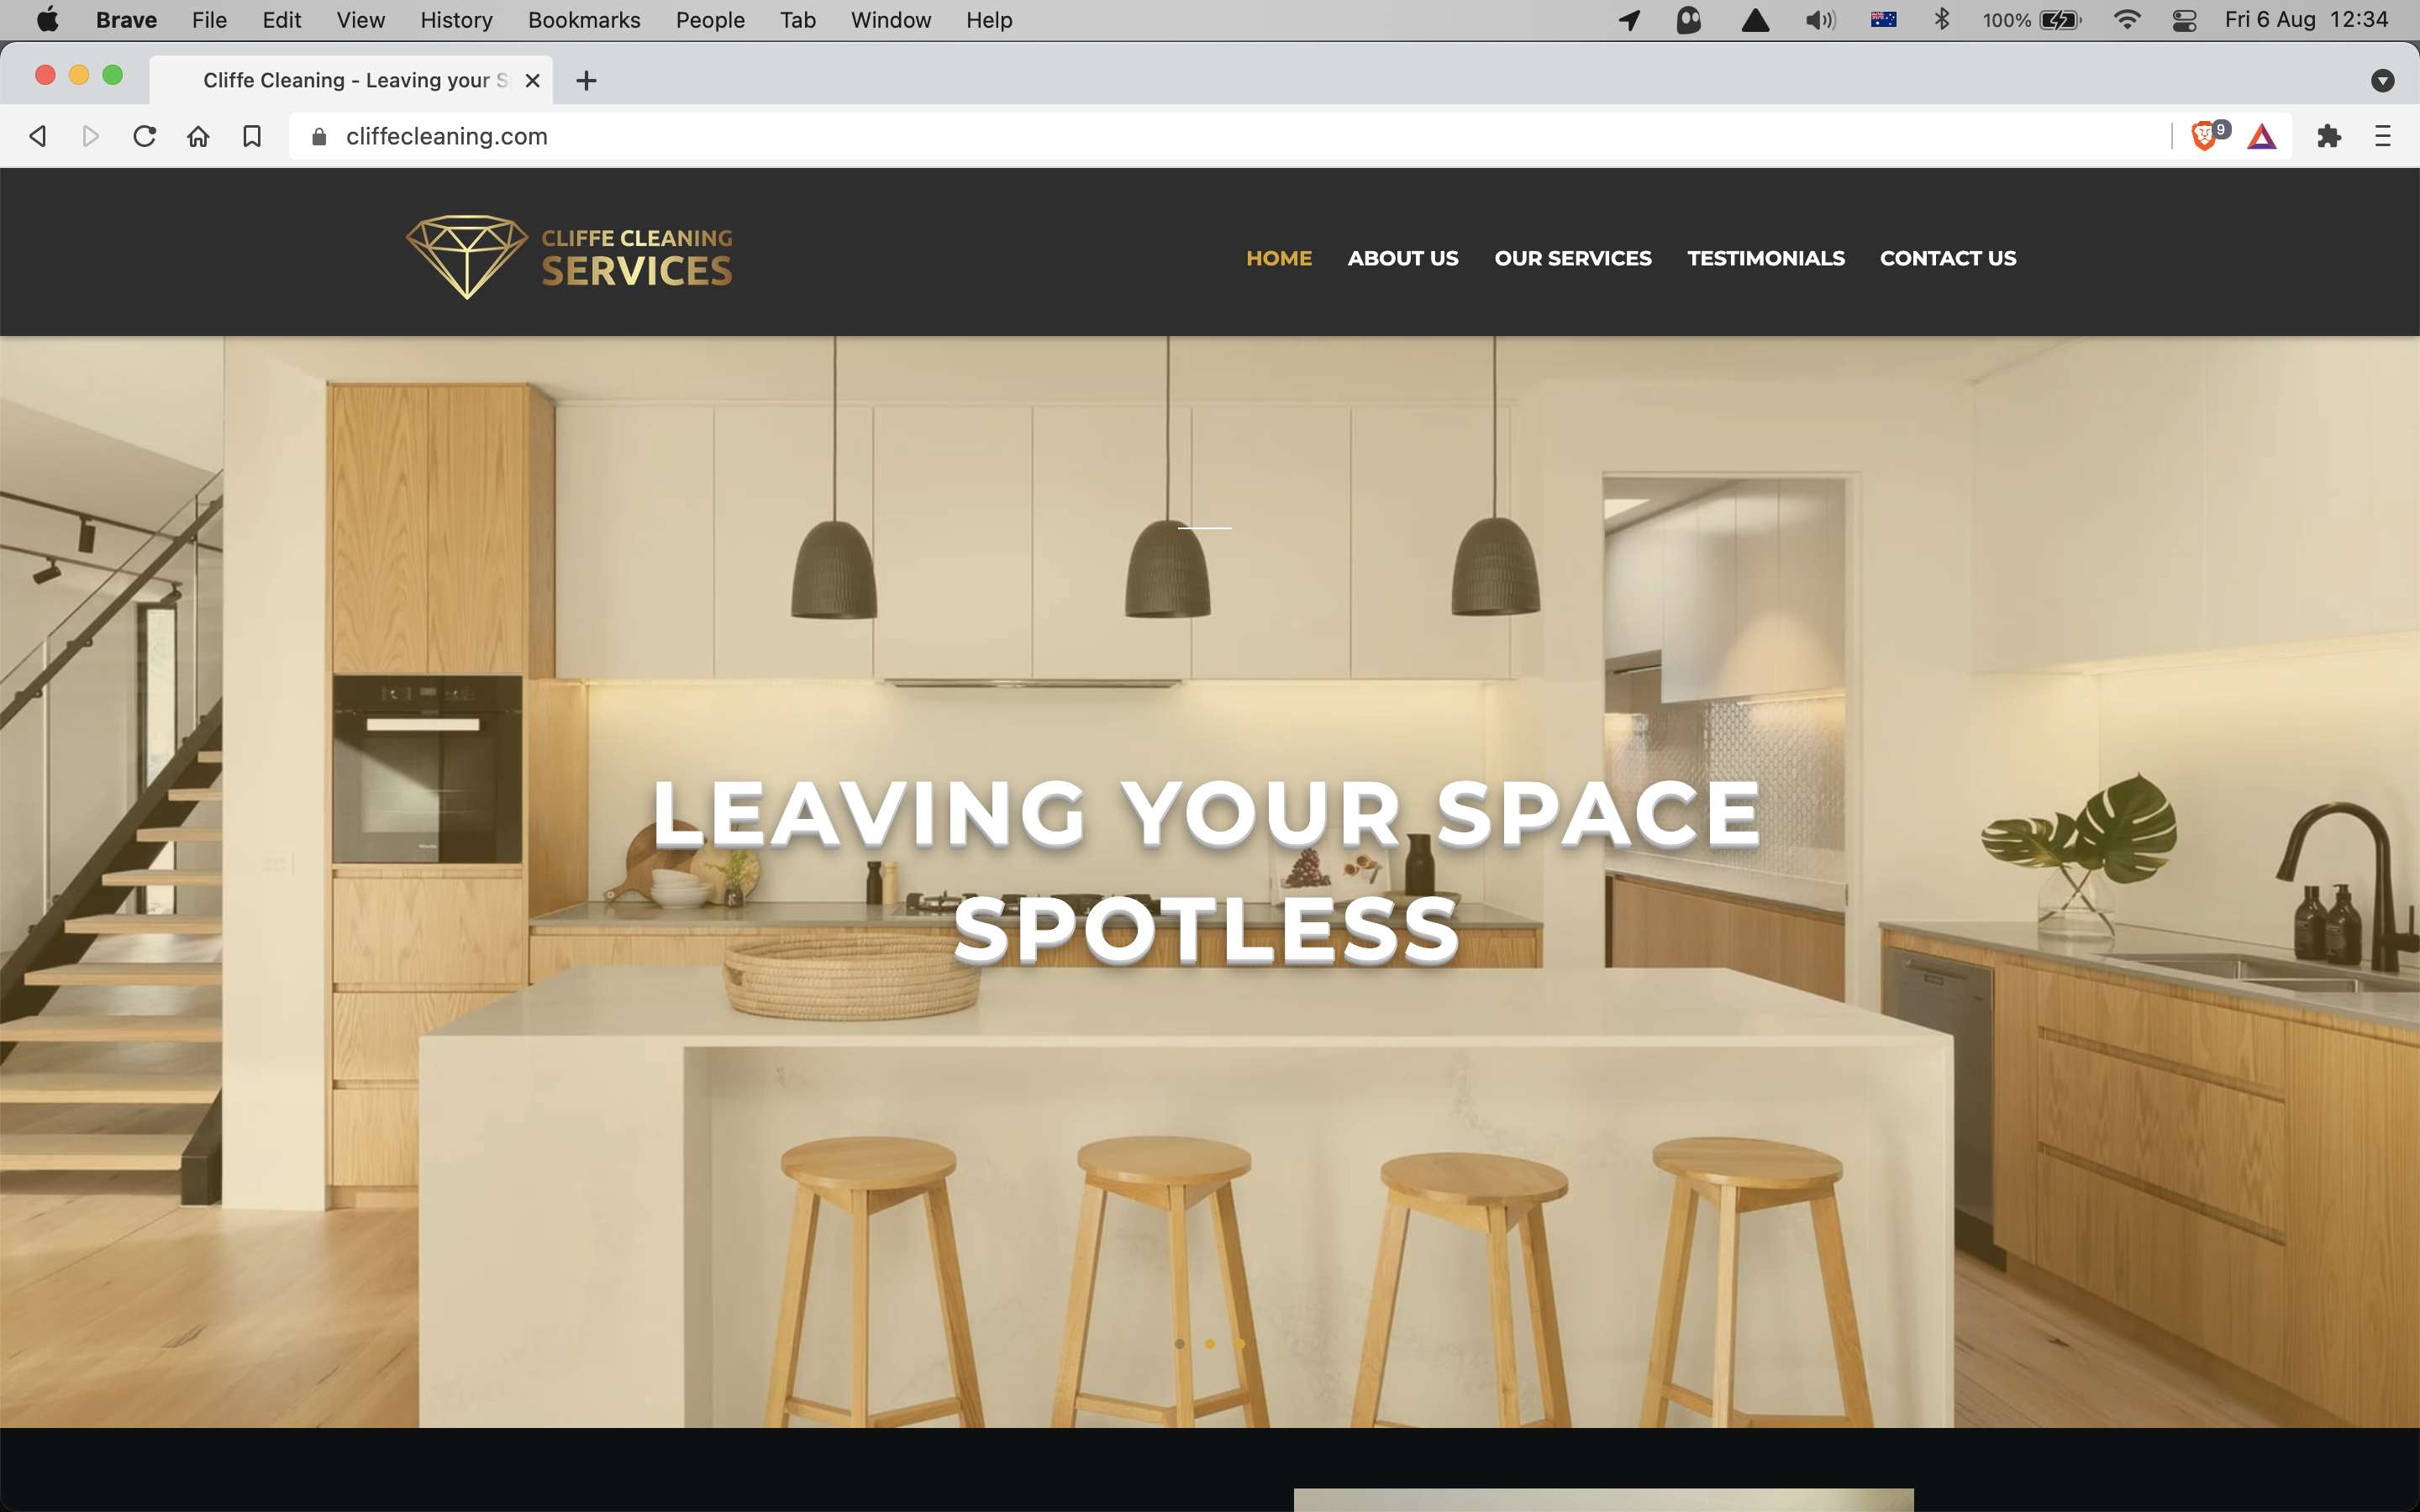 Brave File Edit View History Bookmarks People Tab Window Help 100% Fri 6 Aug 12:34
Cliffe Cleaning - Leaving your S
cliffecleaning.com 9
CLIFFE CLEANING
SERVICES
HOME ABOUT US OUR SERVICES TESTIMONIALS CONTACT US
LEAVING YOUR SPACE
SPOTLESS